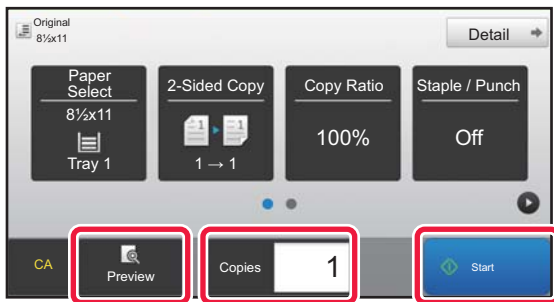 Original
8½x11
Detail
Paper
Select
8½x11
Tray 1
2-Sided Copy
1 → 1
Copy Ratio
100%
Staple / Punch
Off
CA
Preview
Copies
1
Start